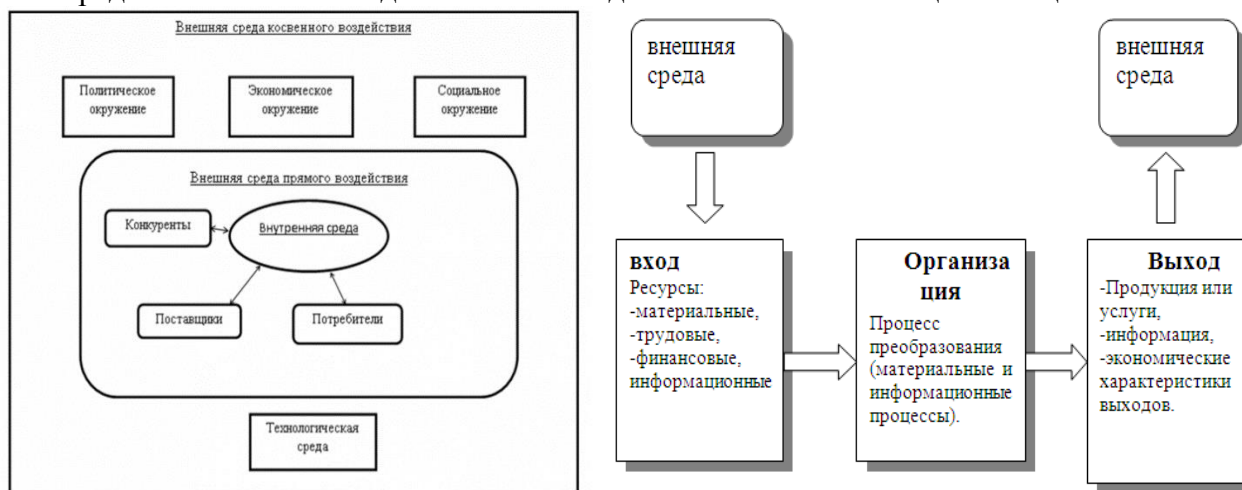 Внешняя среда косвенного воздействия
Политическое
окружение
Экономическое
окружение
Социальное
окружение
Внешняя среда прямого воздействия
Конкуренты
Внутренняя среда
Поставщики
Потребители
Технологическая
среда
внешняя
среда
внешняя
среда
вход
Ресурсы:
-материальные,
-трудовые,
-финансовые,
информационные
Организа
ция
Процесс
преобразования
(материальные и
информационные
процессы).
Выход
-Продукция или
услуги,
-информация,
-экономические
характеристики
выходов.